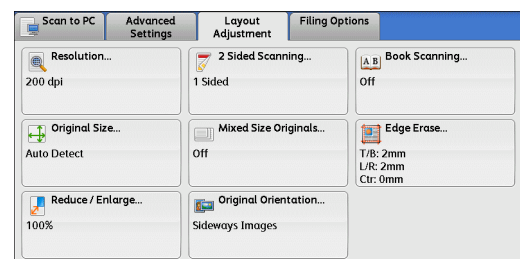 Scan to PC
Advanced
Settings
Layout
Adjustment
Filing Options
Resolution...
200 dpi
2 Sided Scanning...
1 Sided
A B
Book Scanning...
Off
Original Size...
Auto Detect
Mixed Size Originals...
Off
Edge Erase...
T/B: 2mm
L/R: 2mm
Ctr: 0mm
Reduce / Enlarge...
100%
Original Orientation...
Sideways Images